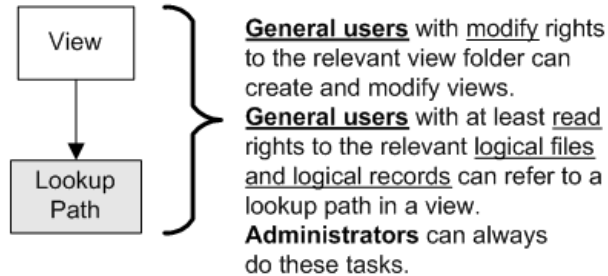 View
Lookup
Path
General users with modify rights
to the relevant view folder can
create and modify views.
General users with at least read
rights to the relevant logical files
and logical records can refer to a
lookup path in a view.
Administrators can always
do these tasks.